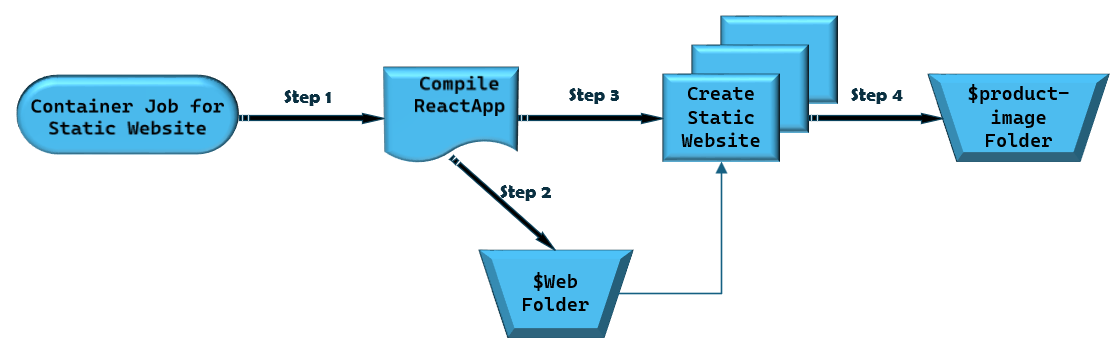 Container Job for
Static Website
Step 1
Compile
ReactApp
Step 2
$Web
Folder
Step 3
Create
Static
Website
Step 4
$product-
image
Folder